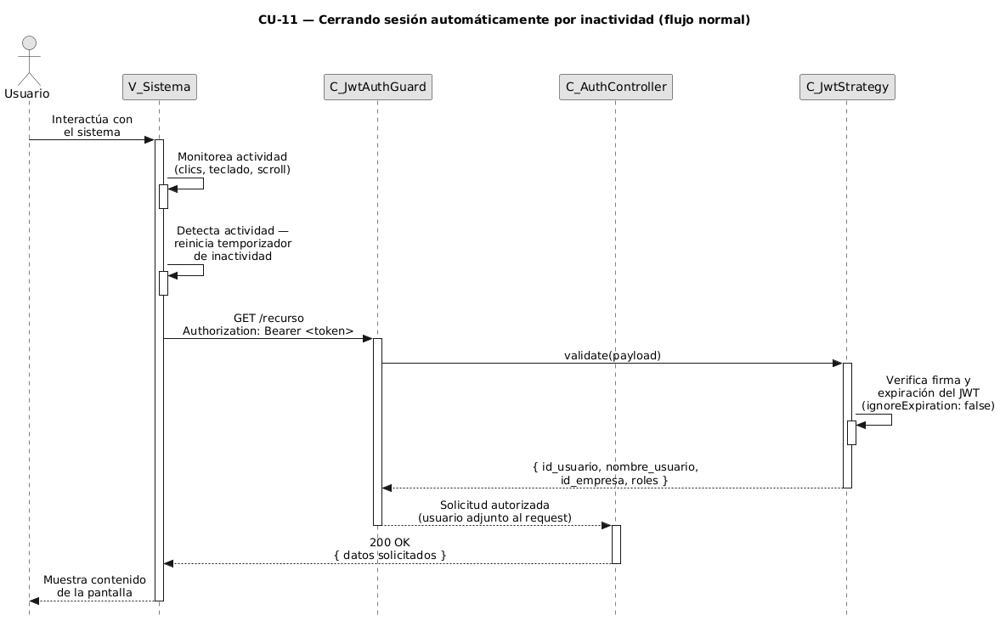 CU-11 — Cerrando sesión automáticamente por inactividad (flujo normal)
Usuario
V_Sistema
C_JwtAuthGuard
C_AuthController
C_JwtStrategy
Interactúa con
el sistema
Monitorea actividad
(clics, teclado, scroll)
Detecta actividad —
reinicia temporizador
de inactividad
GET /recurso
Authorization: Bearer <token>
validate(payload)
Verifica firma y
expiración del JWT
(ignoreExpiration: false)
{ id_usuario, nombre_usuario,
id_empresa, roles }
Solicitud autorizada
(usuario adjunto al request)
200 OK
{ datos solicitados }
Muestra contenido
de la pantalla